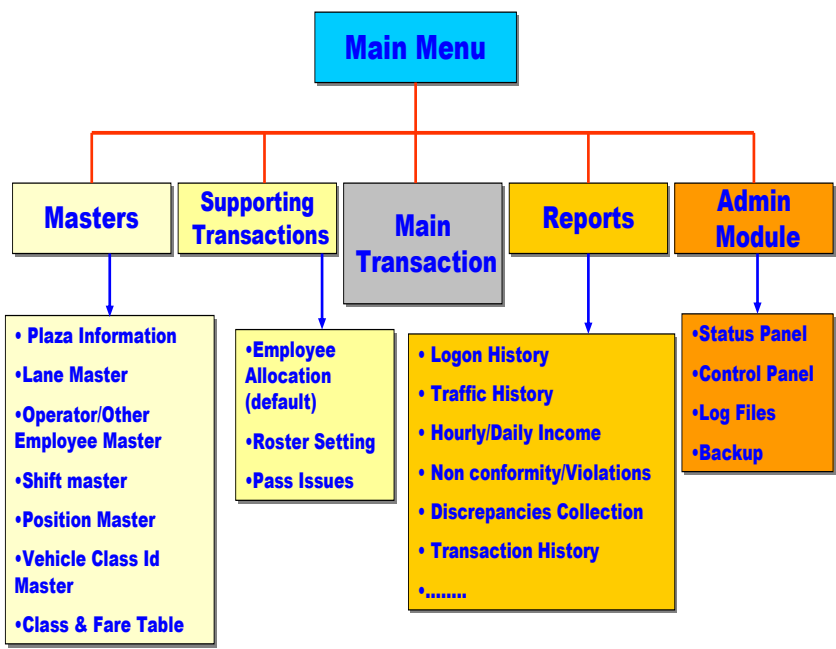 Main Menu
Masters
Supporting
Transactions
Main
Transaction
Reports
Admin
Module
• Plaza Information
•Lane Master
•Operator/Other
Employee Master
•Shift master
•Position Master
•Vehicle Class Id
Master
•Class & Fare Table
•Employee
Allocation
(default)
•Roster Setting
•Pass Issues
• Logon History
• Traffic History
• Hourly/Daily Income
• Non conformity/Violations
• Discrepancies Collection
• Transaction History
•........
•Status Panel
•Control Panel
•Log Files
•Backup